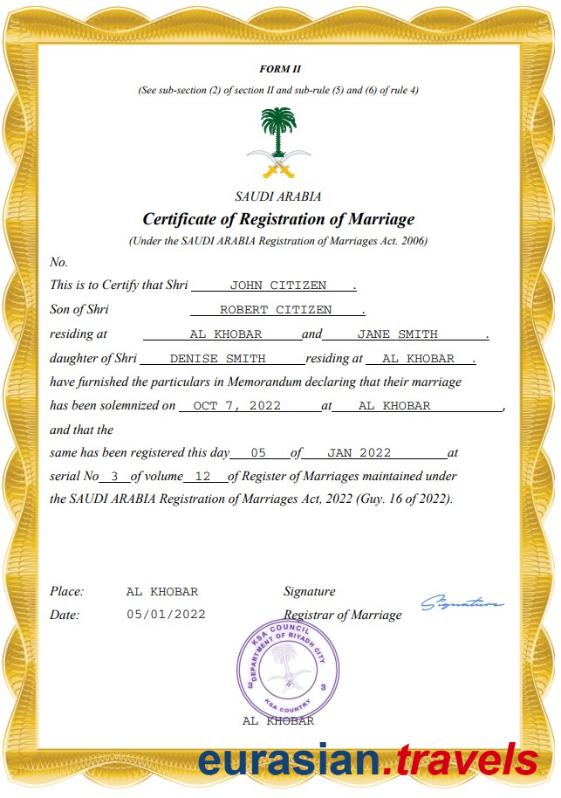 FORM II
(See sub-section (2) of section II and sub-rule (5) and (6) of rule 4)
SAUDI ARABIA
Certificate of Registration of Marriage
(Under the SAUDI ARABIA Registration of Marriages Act. 2006)
No.
This is to Certify that Shri JOHN CITIZEN .
Son of Shri ROBERT CITIZEN .
residing at AL KHOBAR and JANE SMITH .
daughter of Shri DENISE SMITH residing at AL KHOBAR .
have furnished the particulars in Memorandum declaring that their marriage
has been solemnized on OCT 7, 2022 at AL KHOBAR ,
and that the
same has been registered this day 05 of JAN 2022 at
serial No 3 of volume 12 of Register of Marriages maintained under
the SAUDI ARABIA Registration of Marriages Act, 2022 (Guy. 16 of 2022).
Place: AL KHOBAR Signature
Signature
Date: 05/01/2022 Registrar of Marriage
KSA COUNCIL
DEPARTMENT OF RIYADH CITY
3 3
KSA COUNTRY
AL KHOBAR
eurasian.travels